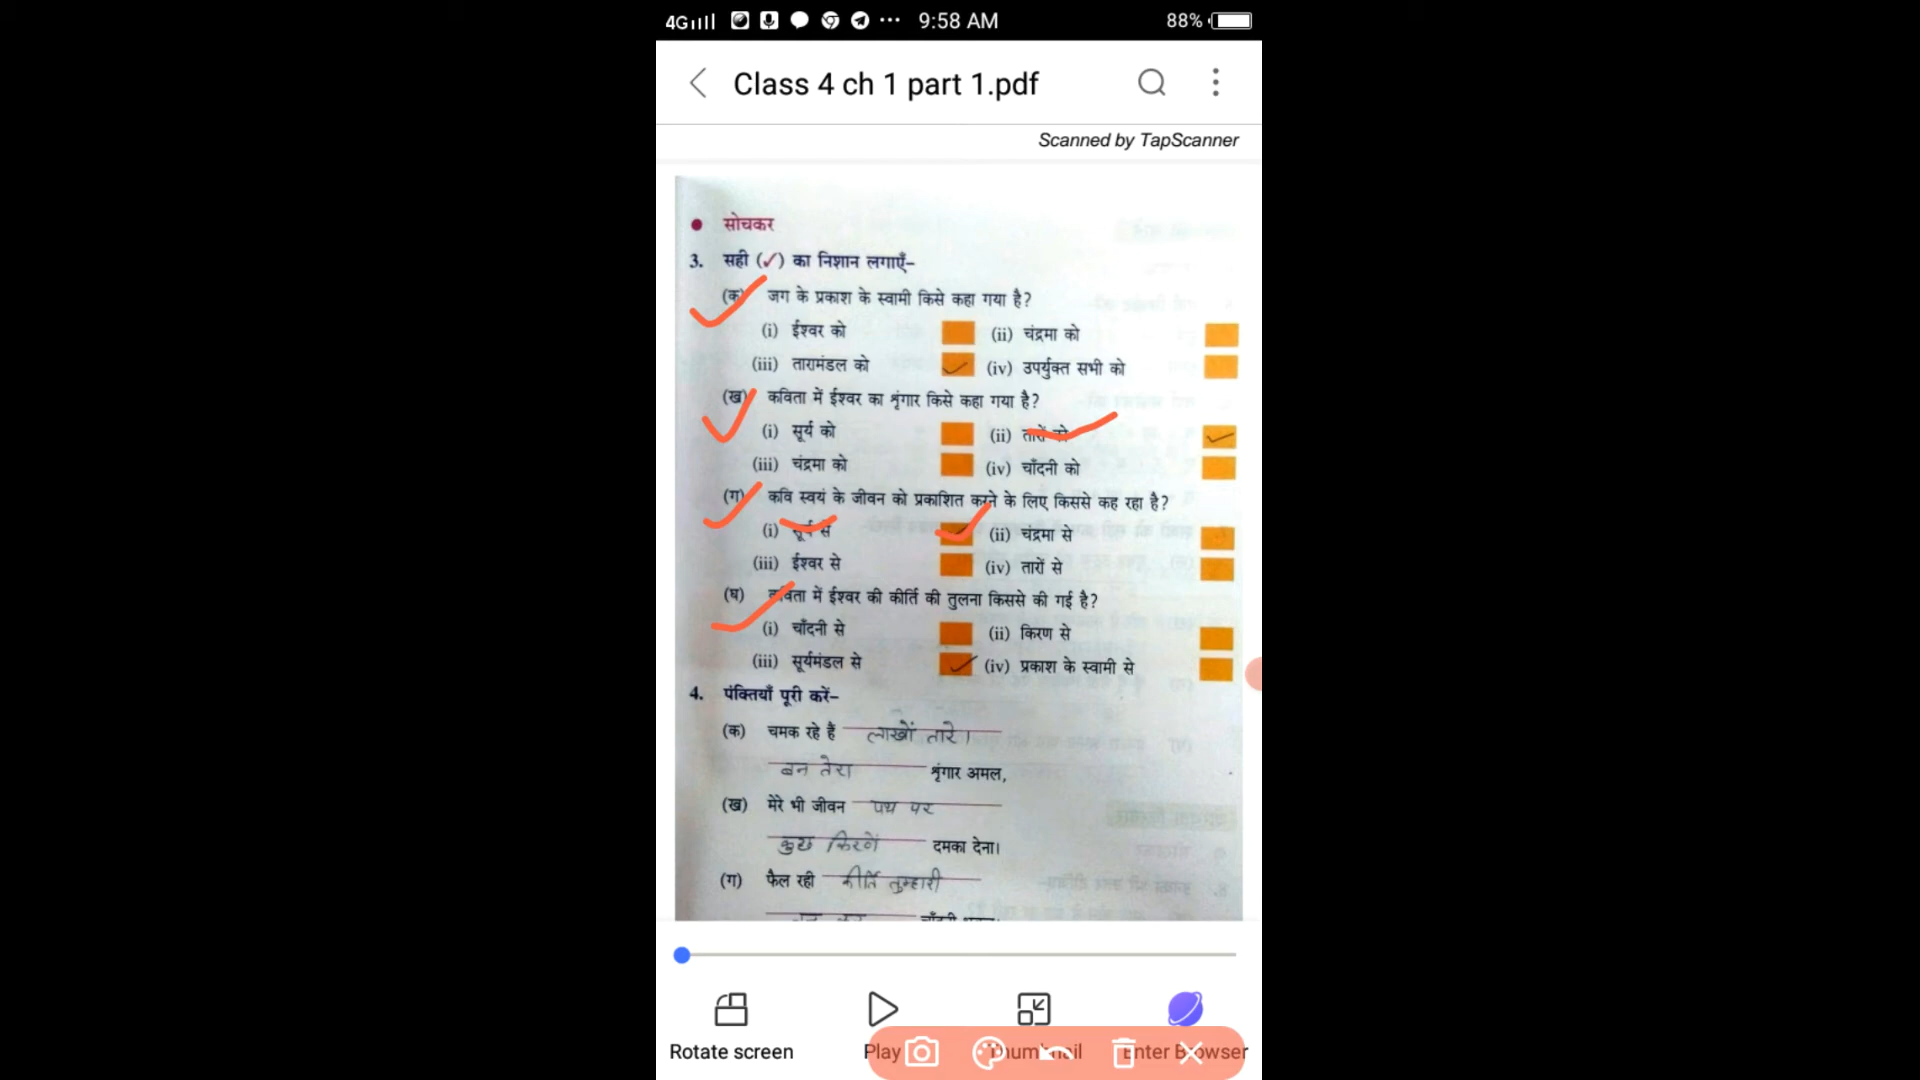 4G 9:58 AM 88%
Class 4 ch 1 part 1.pdf
Scanned by TapScanner
• सोचकर
3. सही (✓) का निशान लगाएँ–
(क) जग के प्रकाश के स्वामी किसे कहा गया है?
(i) ईश्वर को (ii) चंद्रमा को
(iii) तारामंडल को (iv) उपर्युक्त सभी को
(ख) कविता में ईश्वर का शृंगार किसे कहा गया है?
(i) सूर्य को (ii) तारों को
(iii) चंद्रमा को (iv) चाँदनी को
(ग) कवि स्वयं के जीवन को प्रकाशित करने के लिए किससे कह रहा है?
(i) सूर्य से (ii) चंद्रमा से
(iii) ईश्वर से (iv) तारों से
(घ) कविता में ईश्वर की कीर्ति की तुलना किससे की गई है?
(i) चाँदनी से (ii) किरण से
(iii) सूर्यमंडल से (iv) प्रकाश के स्वामी से
4. पंक्तियाँ पूरी करें–
(क) चमक रहे हैं लाखों तारे।
बन तेरा शृंगार अमल,
(ख) मेरे भी जीवन पथ पर
कुछ किरणें दमका देना।
(ग) फैल रही कीर्ति तुम्हारी
Rotate screen Play Thumbnail Enter Browser